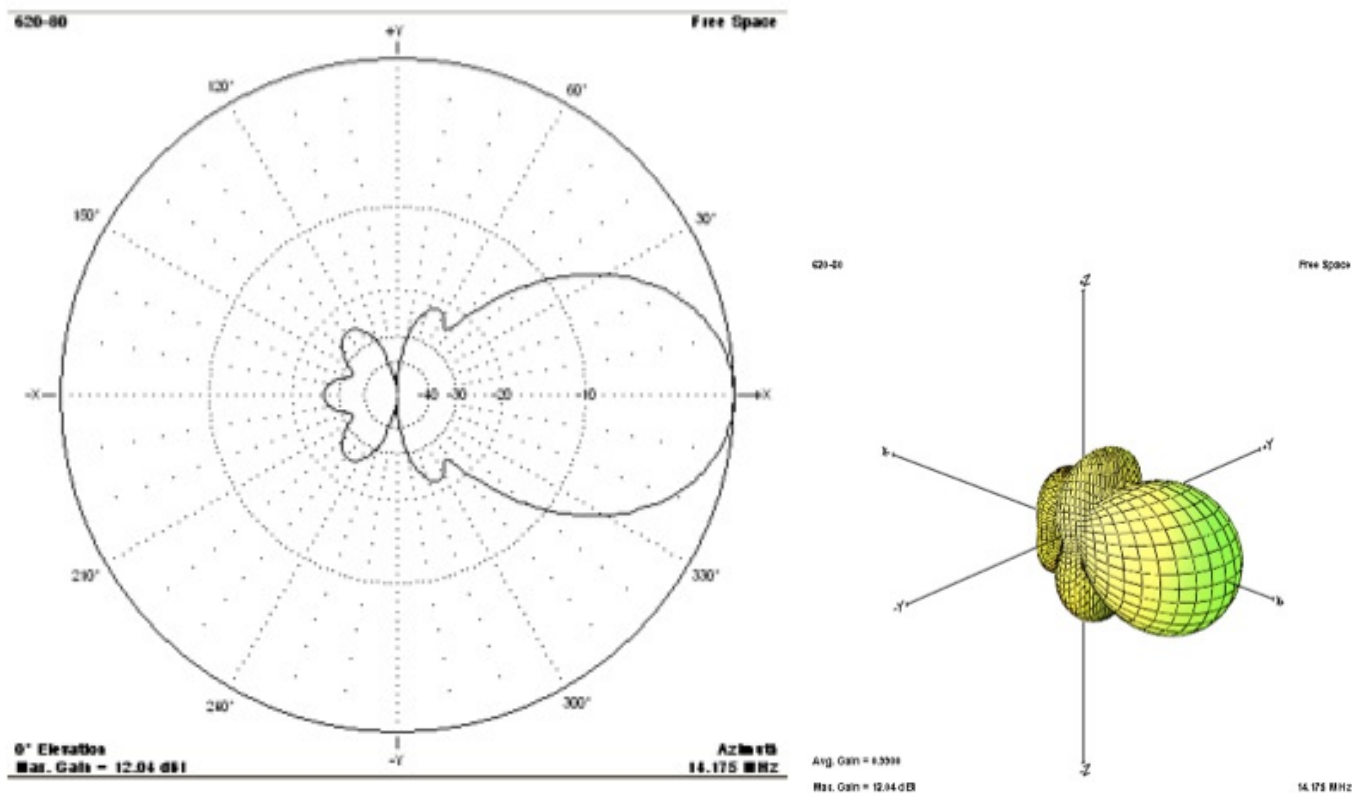 620-80 Free Space
+Y
120° 60°
150° 30°
-X -40 -30 -20 -10 +X
210° 330°
240° 300°
-Y
0° Elevation Azimuth
Max. Gain = 12.04 dBi 14.175 MHz
620-80 Free Space
Z
Y
-Y
-Z
Avg. Gain =
Max. Gain = 12.04 dBi 14.175 MHz